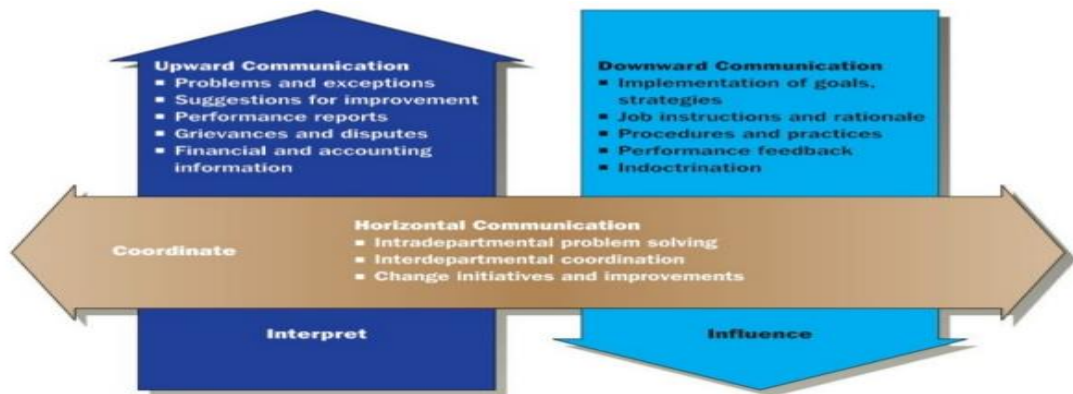 Upward Communication
▪ Problems and exceptions
▪ Suggestions for improvement
▪ Performance reports
▪ Grievances and disputes
▪ Financial and accounting
information
Downward Communication
▪ Implementation of goals,
strategies
▪ Job instructions and rationale
▪ Procedures and practices
▪ Performance feedback
▪ Indoctrination
Coordinate
Horizontal Communication
▪ Intradepartmental problem solving
▪ Interdepartmental coordination
▪ Change initiatives and improvements
Interpret
Influence